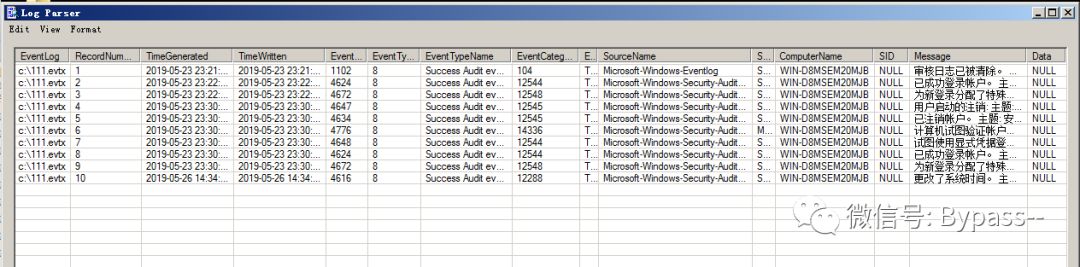 Log Parser
Edit View Format
EventLog RecordNum... TimeGenerated TimeWritten Event... EventTy... EventTypeName EventCateg... E... SourceName S... ComputerName SID Message Data
c:\111.evtx 1 2019-05-23 23:21:... 2019-05-23 23:21:... 1102 8 Success Audit ev... 104 T... Microsoft-Windows-Eventlog S... WIN-D8MSEM20MJB NULL 审核日志已被清除。 ... NULL
c:\111.evtx 2 2019-05-23 23:22:... 2019-05-23 23:22:... 4624 8 Success Audit ev... 12544 T... Microsoft-Windows-Security-Audit... S... WIN-D8MSEM20MJB NULL 已成功登录帐户。 主... NULL
c:\111.evtx 3 2019-05-23 23:22:... 2019-05-23 23:22:... 4672 8 Success Audit ev... 12548 T... Microsoft-Windows-Security-Audit... S... WIN-D8MSEM20MJB NULL 为新登录分配了特殊... NULL
c:\111.evtx 4 2019-05-23 23:30:... 2019-05-23 23:30:... 4647 8 Success Audit ev... 12545 T... Microsoft-Windows-Security-Audit... S... WIN-D8MSEM20MJB NULL 用户启动的注销: 主题:... NULL
c:\111.evtx 5 2019-05-23 23:30:... 2019-05-23 23:30:... 4634 8 Success Audit ev... 12545 T... Microsoft-Windows-Security-Audit... S... WIN-D8MSEM20MJB NULL 已注销帐户。 主题: 安... NULL
c:\111.evtx 6 2019-05-23 23:30:... 2019-05-23 23:30:... 4776 8 Success Audit ev... 14336 M... Microsoft-Windows-Security-Audit... S... WIN-D8MSEM20MJB NULL 计算机试图验证帐户... NULL
c:\111.evtx 7 2019-05-23 23:30:... 2019-05-23 23:30:... 4648 8 Success Audit ev... 12544 T... Microsoft-Windows-Security-Audit... S... WIN-D8MSEM20MJB NULL 试图使用显式凭据登... NULL
c:\111.evtx 8 2019-05-23 23:30:... 2019-05-23 23:30:... 4624 8 Success Audit ev... 12544 T... Microsoft-Windows-Security-Audit... S... WIN-D8MSEM20MJB NULL 已成功登录帐户。 主... NULL
c:\111.evtx 9 2019-05-23 23:30:... 2019-05-23 23:30:... 4672 8 Success Audit ev... 12548 T... Microsoft-Windows-Security-Audit... S... WIN-D8MSEM20MJB NULL 为新登录分配了特殊... NULL
c:\111.evtx 10 2019-05-26 14:34:... 2019-05-26 14:34:... 4616 8 Success Audit ev... 12288 T... Microsoft-Windows-Security-Audit... S... WIN-D8MSEM20MJB NULL 更改了系统时间。 主... NULL
微信号: Bypass--